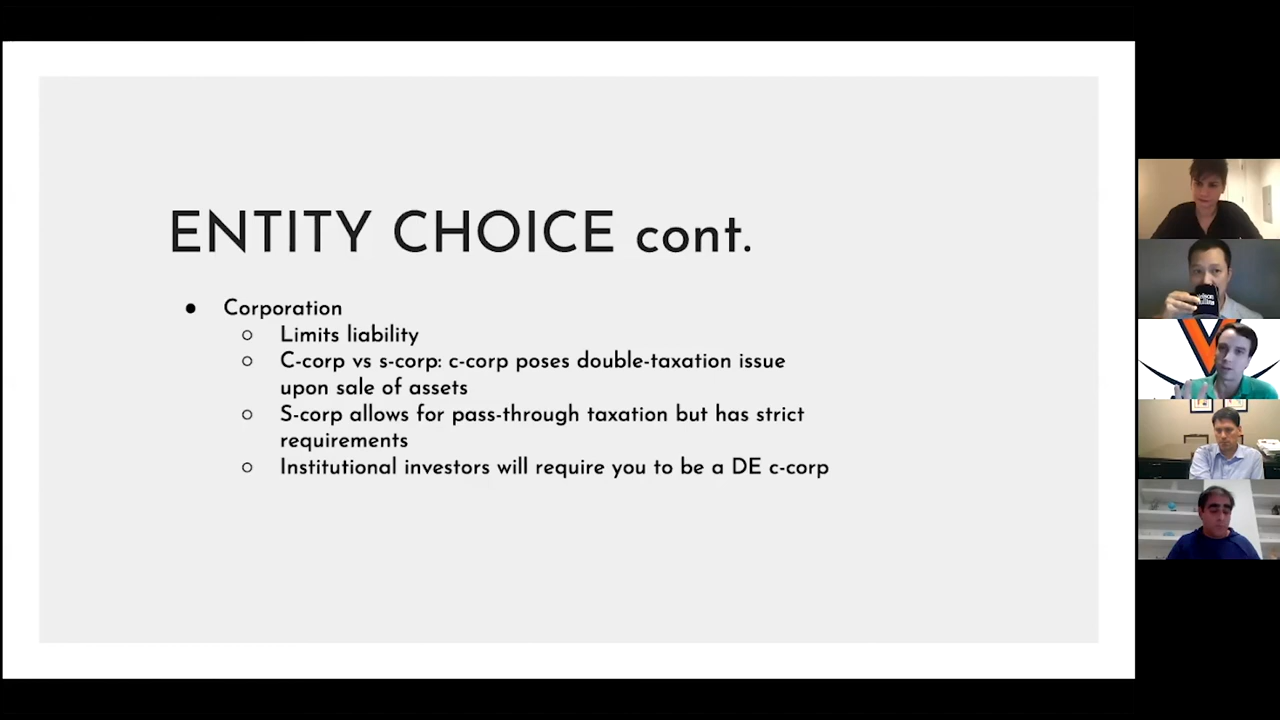 ENTITY CHOICE cont.
● Corporation
○ Limits liability
○ C-corp vs s-corp: c-corp poses double-taxation issue
upon sale of assets
○ S-corp allows for pass-through taxation but has strict
requirements
○ Institutional investors will require you to be a DE c-corp